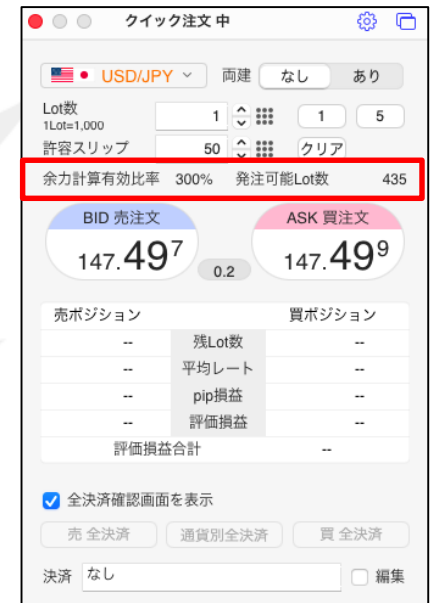 クイック注文 中
USD/JPY 両建 なし あり
Lot数 1 1 5
1Lot=1,000
許容スリップ 50 クリア
余力計算有効比率 300% 発注可能Lot数 435
BID 売注文 ASK 買注文
147.497 0.2 147.499
売ポジション 買ポジション
-- 残Lot数 --
-- 平均レート --
-- pip損益 --
-- 評価損益 --
評価損益合計 --
全決済確認画面を表示
売 全決済 通貨別全決済 買 全決済
決済 なし 編集